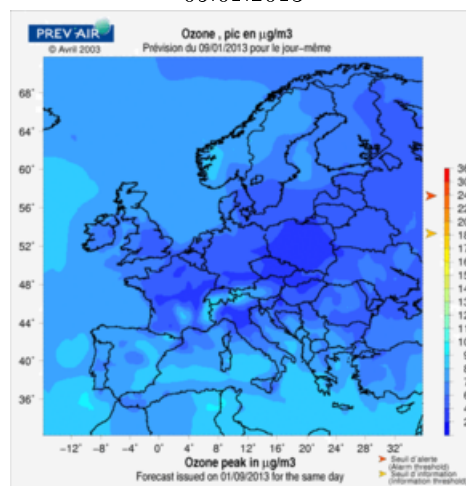 PREV'AIR
© Avril 2003
Ozone , pic en µg/m3
Prévision du 09/01/2013 pour le jour-même
68°
64°
60°
56°
52°
48°
44°
40°
36°
-12° -8° -4° 0° 4° 8° 12° 16° 20° 24° 28° 32°
Ozone peak in µg/m3
Forecast issued on 01/09/2013 for the same day
Seuil d'alerte
(Alarm threshold)
Seuil d'information
(Information threshold)